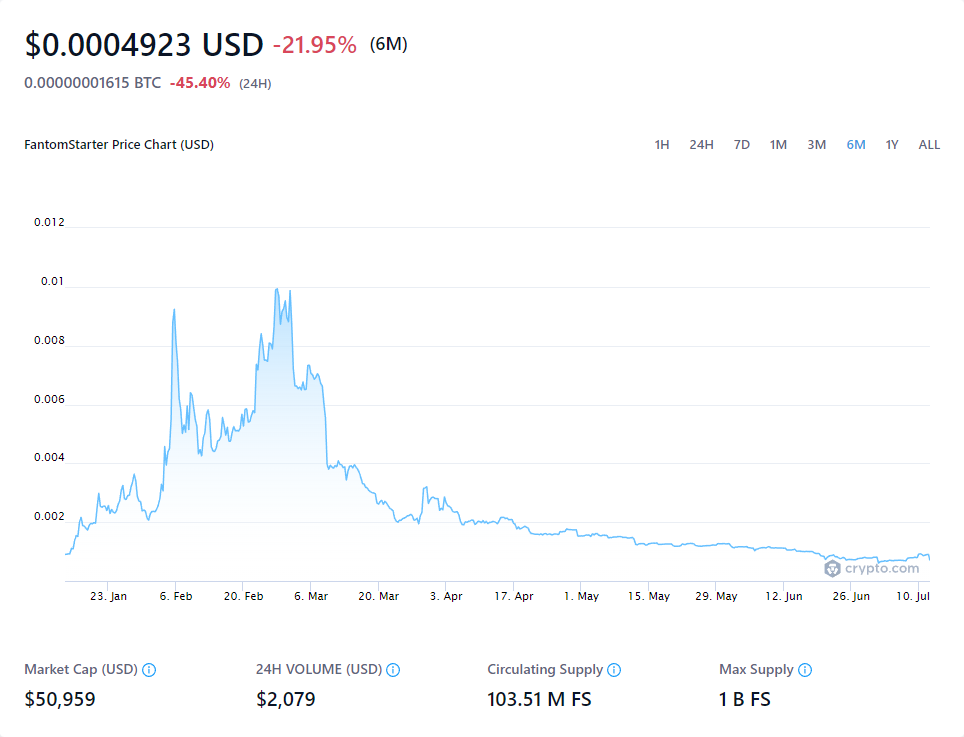 $0.0004923 USD -21.95% (6M)
0.00000001615 BTC -45.40% (24H)
FantomStarter Price Chart (USD) 1H 24H 7D 1M 3M 6M 1Y ALL
0.012
0.01
0.008
0.006
0.004
0.002
crypto.com
23. Jan 6. Feb 20. Feb 6. Mar 20. Mar 3. Apr 17. Apr 1. May 15. May 29. May 12. Jun 26. Jun 10. Jul
Market Cap (USD) 24H VOLUME (USD) Circulating Supply Max Supply
$50,959 $2,079 103.51 M FS 1 B FS